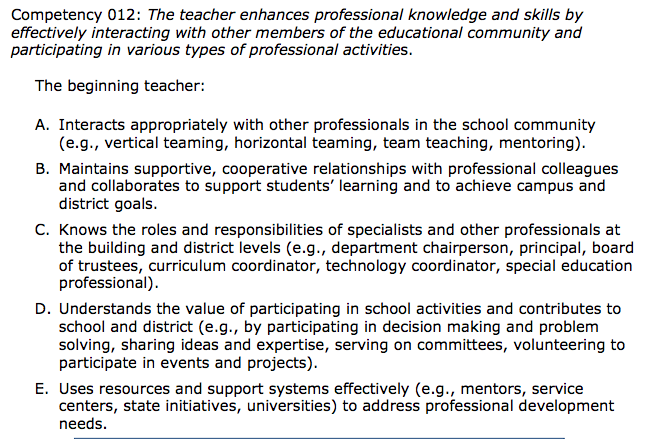 Competency 012: The teacher enhances professional knowledge and skills by
effectively interacting with other members of the educational community and
participating in various types of professional activities.
The beginning teacher:
A. Interacts appropriately with other professionals in the school community
(e.g., vertical teaming, horizontal teaming, team teaching, mentoring).
B. Maintains supportive, cooperative relationships with professional colleagues
and collaborates to support students’ learning and to achieve campus and
district goals.
C. Knows the roles and responsibilities of specialists and other professionals at
the building and district levels (e.g., department chairperson, principal, board
of trustees, curriculum coordinator, technology coordinator, special education
professional).
D. Understands the value of participating in school activities and contributes to
school and district (e.g., by participating in decision making and problem
solving, sharing ideas and expertise, serving on committees, volunteering to
participate in events and projects).
E. Uses resources and support systems effectively (e.g., mentors, service
centers, state initiatives, universities) to address professional development
needs.